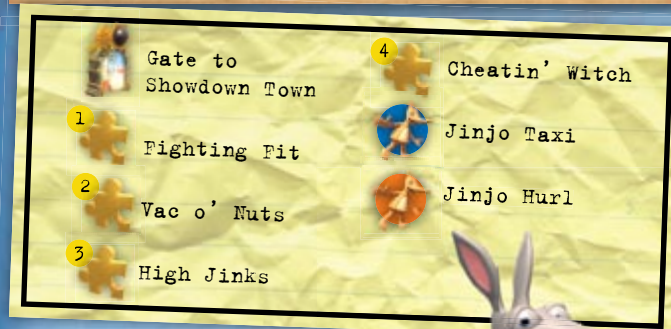 Gate to
Showdown Town
1
Fighting Fit
2
Vac o' Nuts
3
High Jinks
4
Cheatin' Witch
Jinjo Taxi
Jinjo Hurl